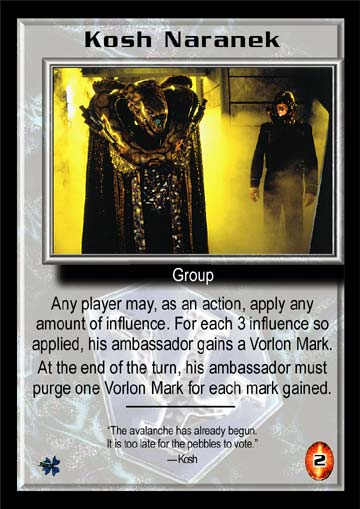 Kosh Naranek
Group
Any player may, as an action, apply any
amount of influence. For each 3 influence so
applied, his ambassador gains a Vorlon Mark.
At the end of the turn, his ambassador must
purge one Vorlon Mark for each mark gained.
“The avalanche has already begun.
It is too late for the pebbles to vote.”
—Kosh
2